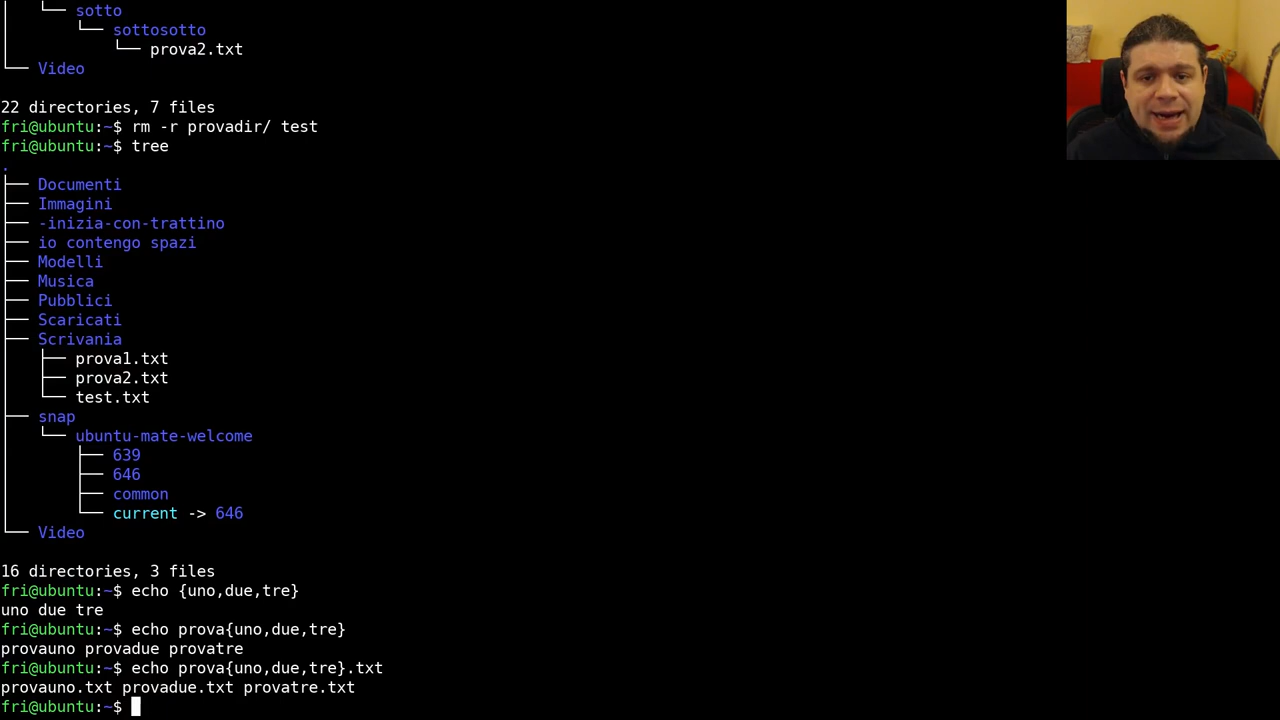 │   └── sotto
│       └── sottosotto
│           └── prova2.txt
└── Video

22 directories, 7 files
fri@ubuntu:~$ rm -r provadir/ test
fri@ubuntu:~$ tree
.
├── Documenti
├── Immagini
├── -inizia-con-trattino
├── io contengo spazi
├── Modelli
├── Musica
├── Pubblici
├── Scaricati
├── Scrivania
│   ├── prova1.txt
│   ├── prova2.txt
│   └── test.txt
├── snap
│   └── ubuntu-mate-welcome
│       ├── 639
│       ├── 646
│       ├── common
│       └── current -> 646
└── Video

16 directories, 3 files
fri@ubuntu:~$ echo {uno,due,tre}
uno due tre
fri@ubuntu:~$ echo prova{uno,due,tre}
provauno provadue provatre
fri@ubuntu:~$ echo prova{uno,due,tre}.txt
provauno.txt provadue.txt provatre.txt
fri@ubuntu:~$